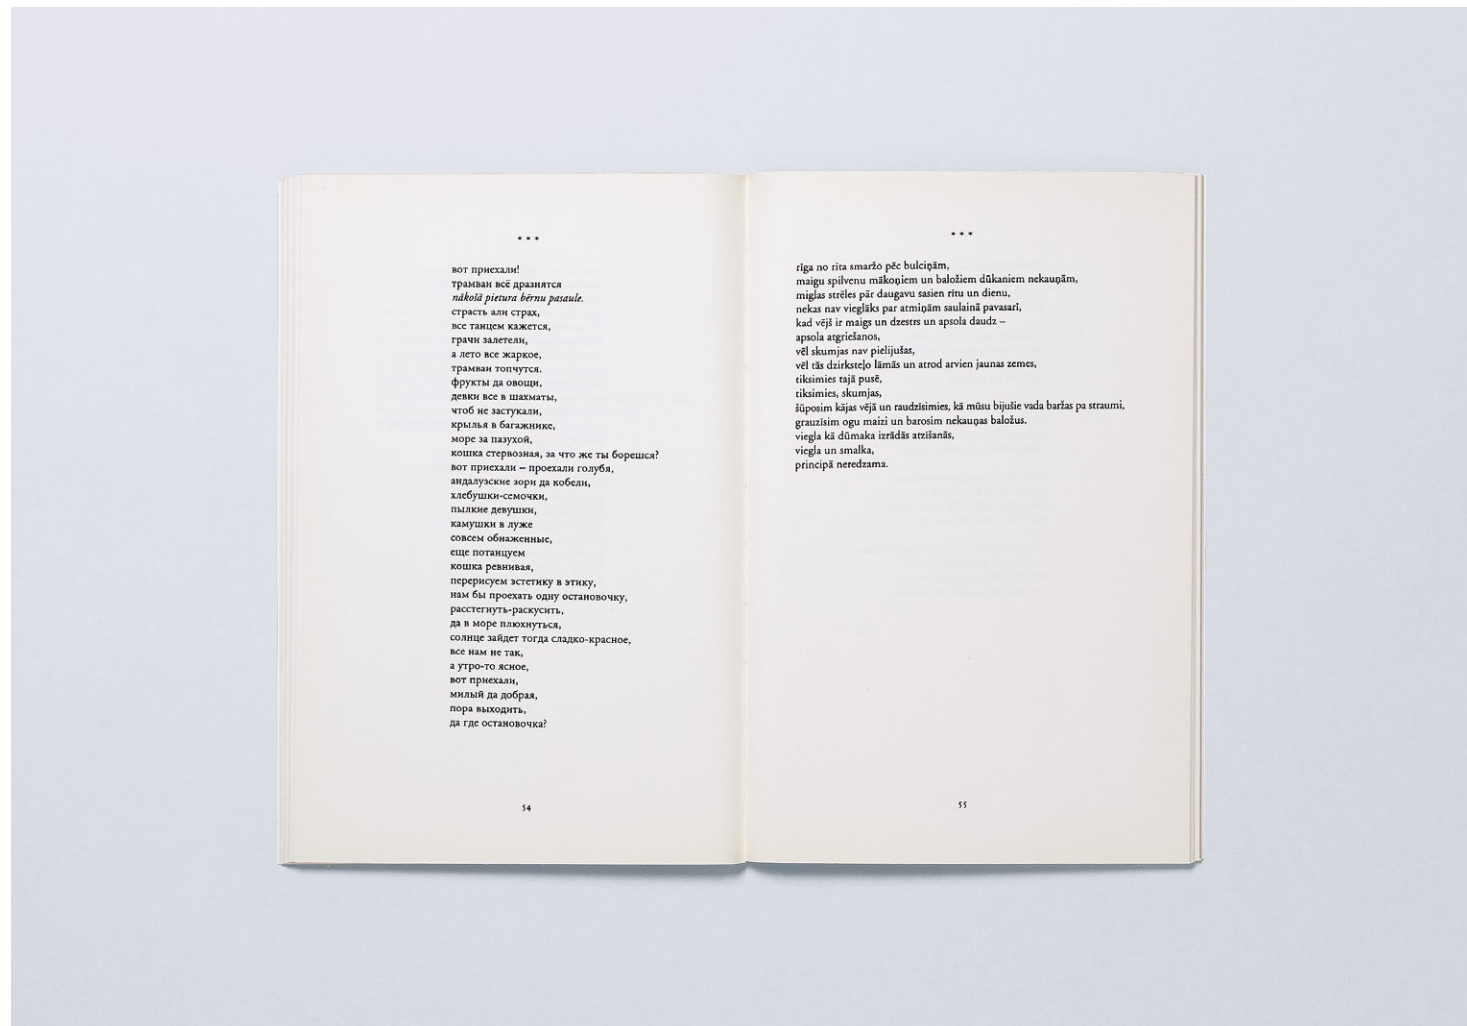 * * *
вот приехали!
трамваи всё дразнятся
nākošā pietura bērnu pasaule.
страсть али страх,
все танцем кажется,
грачи залетели,
а лето все жаркое,
трамваи топчутся.
фрукты да овощи,
девки все в шахматы,
чтоб не застукали,
крылья в багажнике,
море за пазухой,
кошка стервозная, за что же ты борешся?
вот приехали – проехали голубя,
андалузские зори да кобели,
хлебушки-семочки,
пылкие девушки,
камушки в луже
совсем обнаженные,
еще потанцуем
кошка ревнивая,
перерисуем эстетику в этику,
нам бы проехать одну остановочку,
расстегнуть-раскусить,
да в море плюхнуться,
солнце зайдет тогда сладко-красное,
все нам не так,
а утро-то ясное,
вот приехали,
милый да добрая,
пора выходить,
да где остановочка?
54
* * *
rīga no rīta smaržo pēc bulciņām,
maigu spilvenu mākoņiem un baložiem dūkaniem nekauņām,
miglas strēles pār daugavu sasien rītu un dienu,
nekas nav vieglāks par atmiņām saulainā pavasarī,
kad vējš ir maigs un dzestrs un apsola daudz –
apsola atgriešanos,
vēl skumjas nav pielijušas,
vēl tās dzirksteļo lāmās un atrod arvien jaunas zemes,
tiksimies tajā pusē,
tiksimies, skumjas,
šūposim kājas vējā un raudzīsimies, kā mūsu bijušie vada baržas pa straumi,
grauzīsim ogu maizi un barosim nekauņas baložus.
viegla kā dūmaka izrādās atzīšanās,
viegla un smalka,
principā neredzama.
55